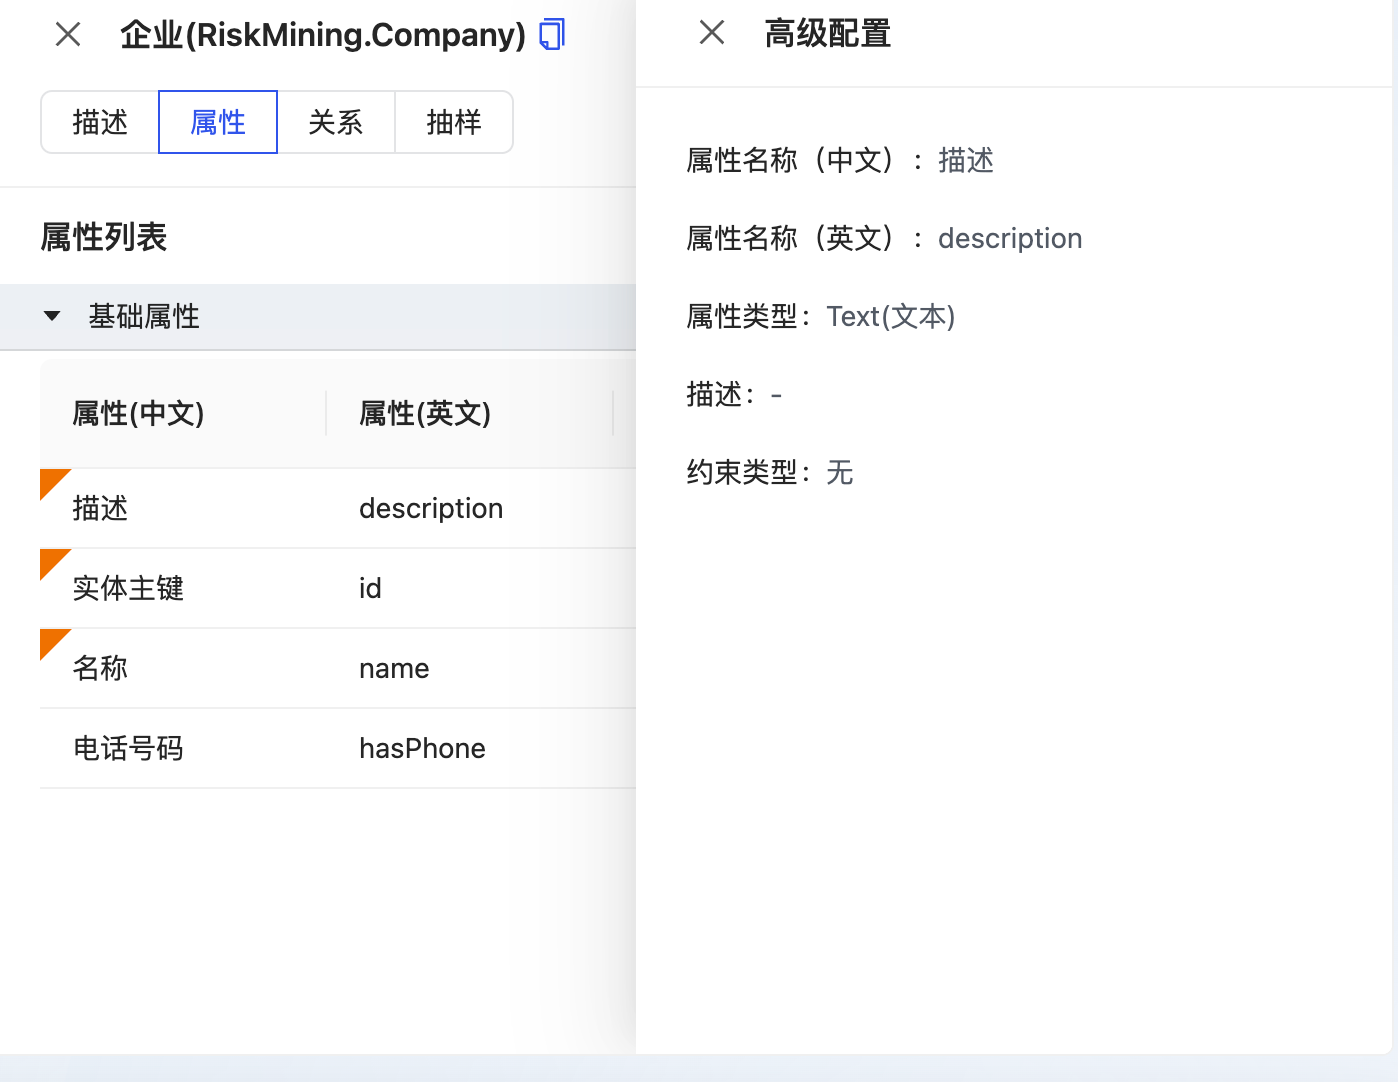 企业(RiskMining.Company)
描述
属性
关系
抽样
属性列表
基础属性
属性(中文)
属性(英文)
描述
description
实体主键
id
名称
name
电话号码
hasPhone
高级配置
属性名称（中文）：描述
属性名称（英文）：description
属性类型：Text(文本)
描述：-
约束类型：无